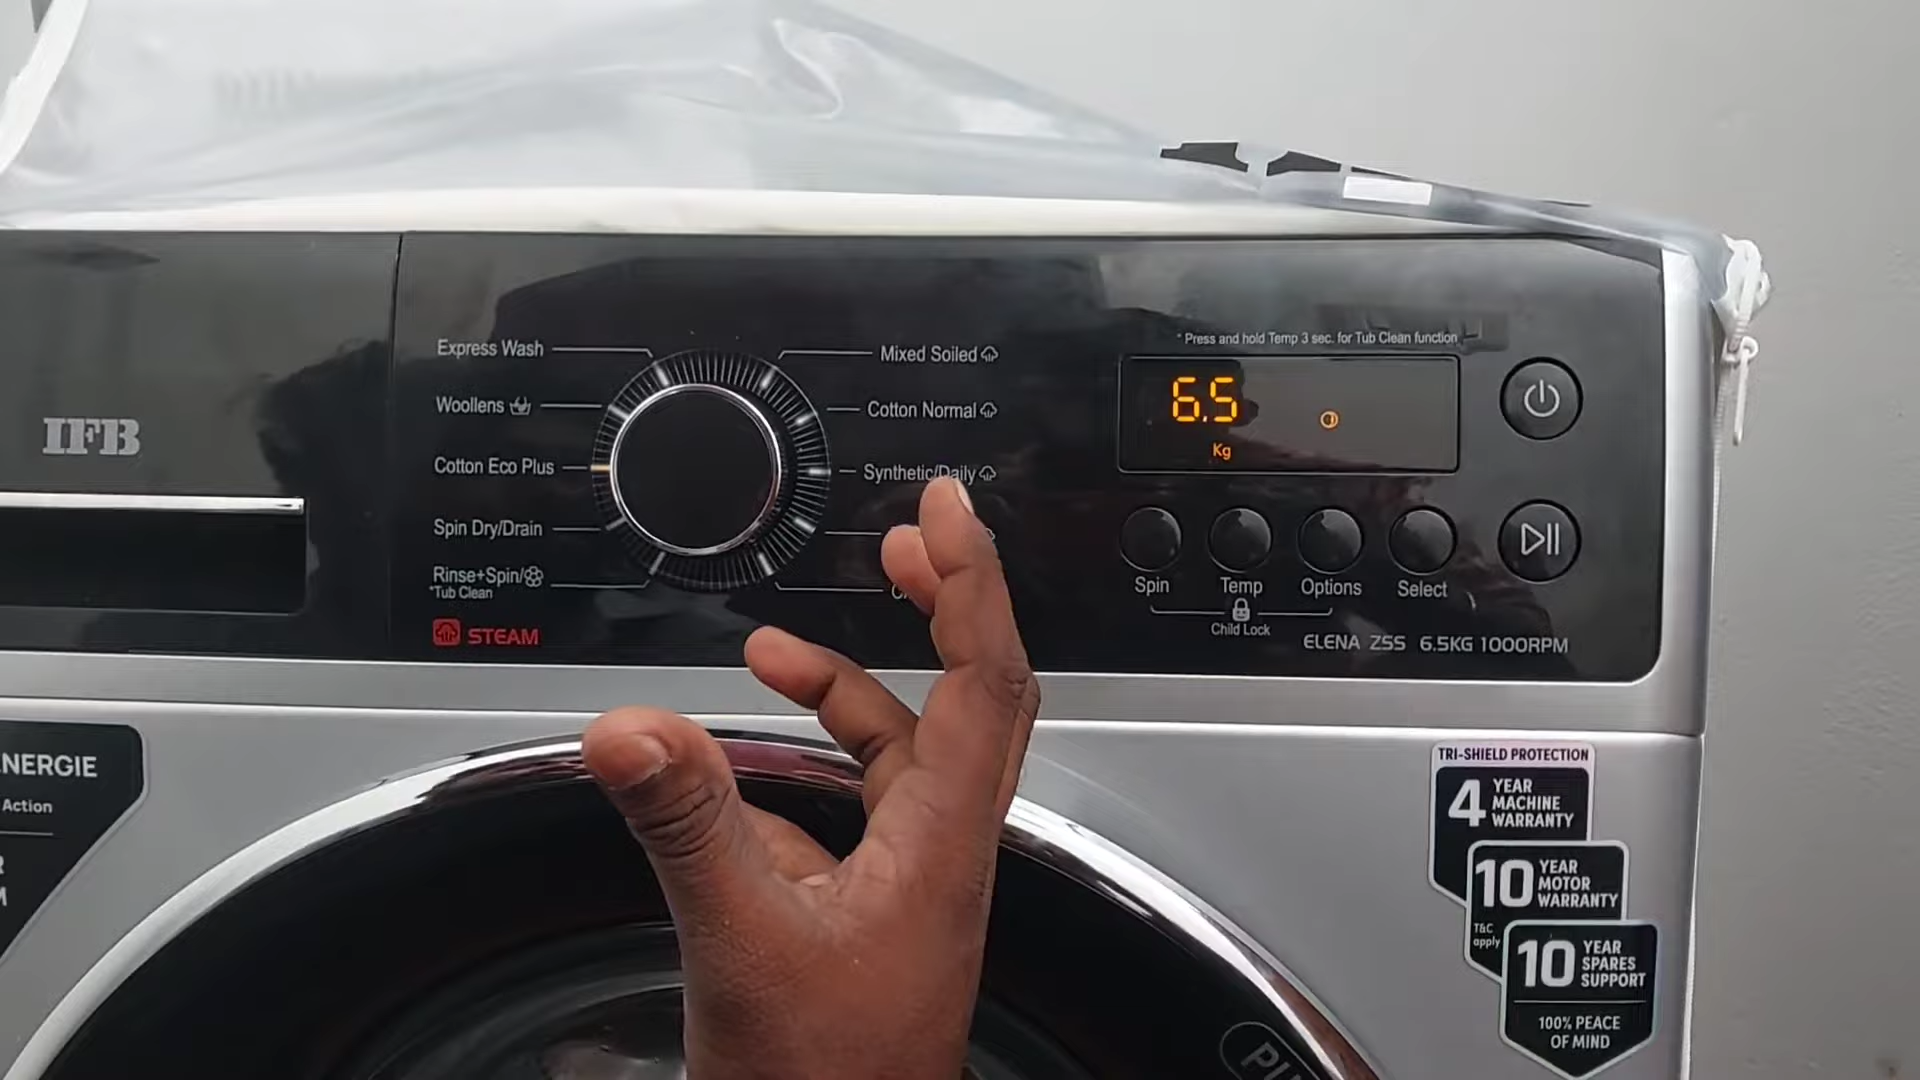 IFB
Express Wash
Woollens
Cotton Eco Plus
Spin Dry/Drain
Rinse+Spin/
*Tub Clean
STEAM
Mixed Soiled
Cotton Normal
Synthetic/Daily
* Press and hold Temp 3 sec. for Tub Clean function
6.5
Kg
Spin
Temp
Options
Select
Child Lock
ELENA ZSS 6.5KG 1000RPM
ENERGIE
Action
TRI-SHIELD PROTECTION
4 YEAR
MACHINE
WARRANTY
10 YEAR
MOTOR
WARRANTY
T&C
apply
10 YEAR
SPARES
SUPPORT
100% PEACE
OF MIND